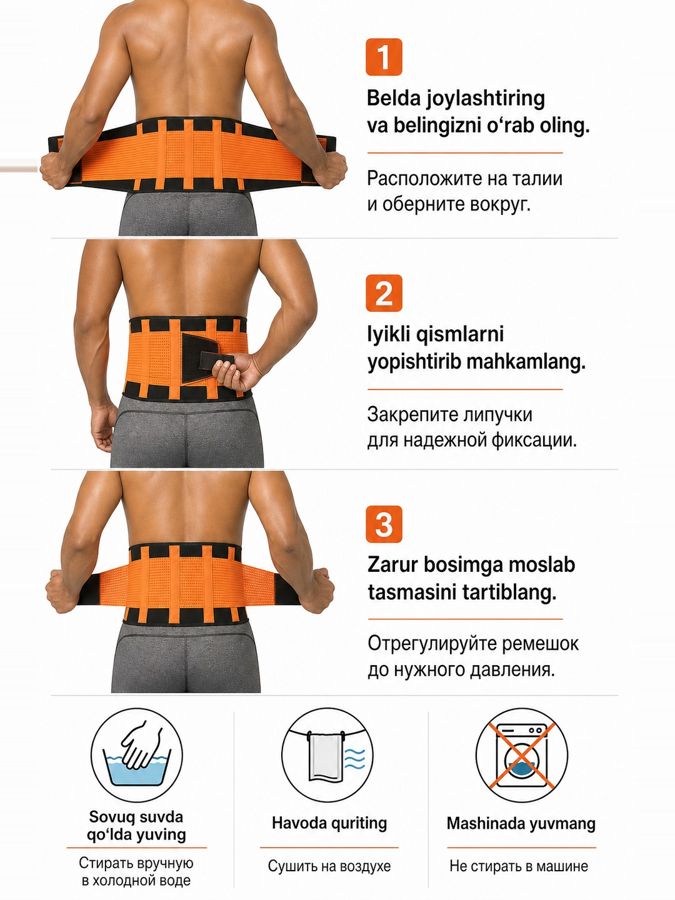 1
Belda joylashtiring
va belingizni o‘rab oling.
Расположите на талии
и оберните вокруг.
2
Iyikli qismlarni
yopishtirib mahkamlang.
Закрепите липучки
для надежной фиксации.
3
Zarur bosimga moslab
tasmasini tartiblang.
Отрегулируйте ремешок
до нужного давления.
Sovuq suvda
qo‘lda yuving
Стирать вручную
в холодной воде
Havoda quriting
Сушить на воздухе
Mashinada yuvmang
Не стирать в машине